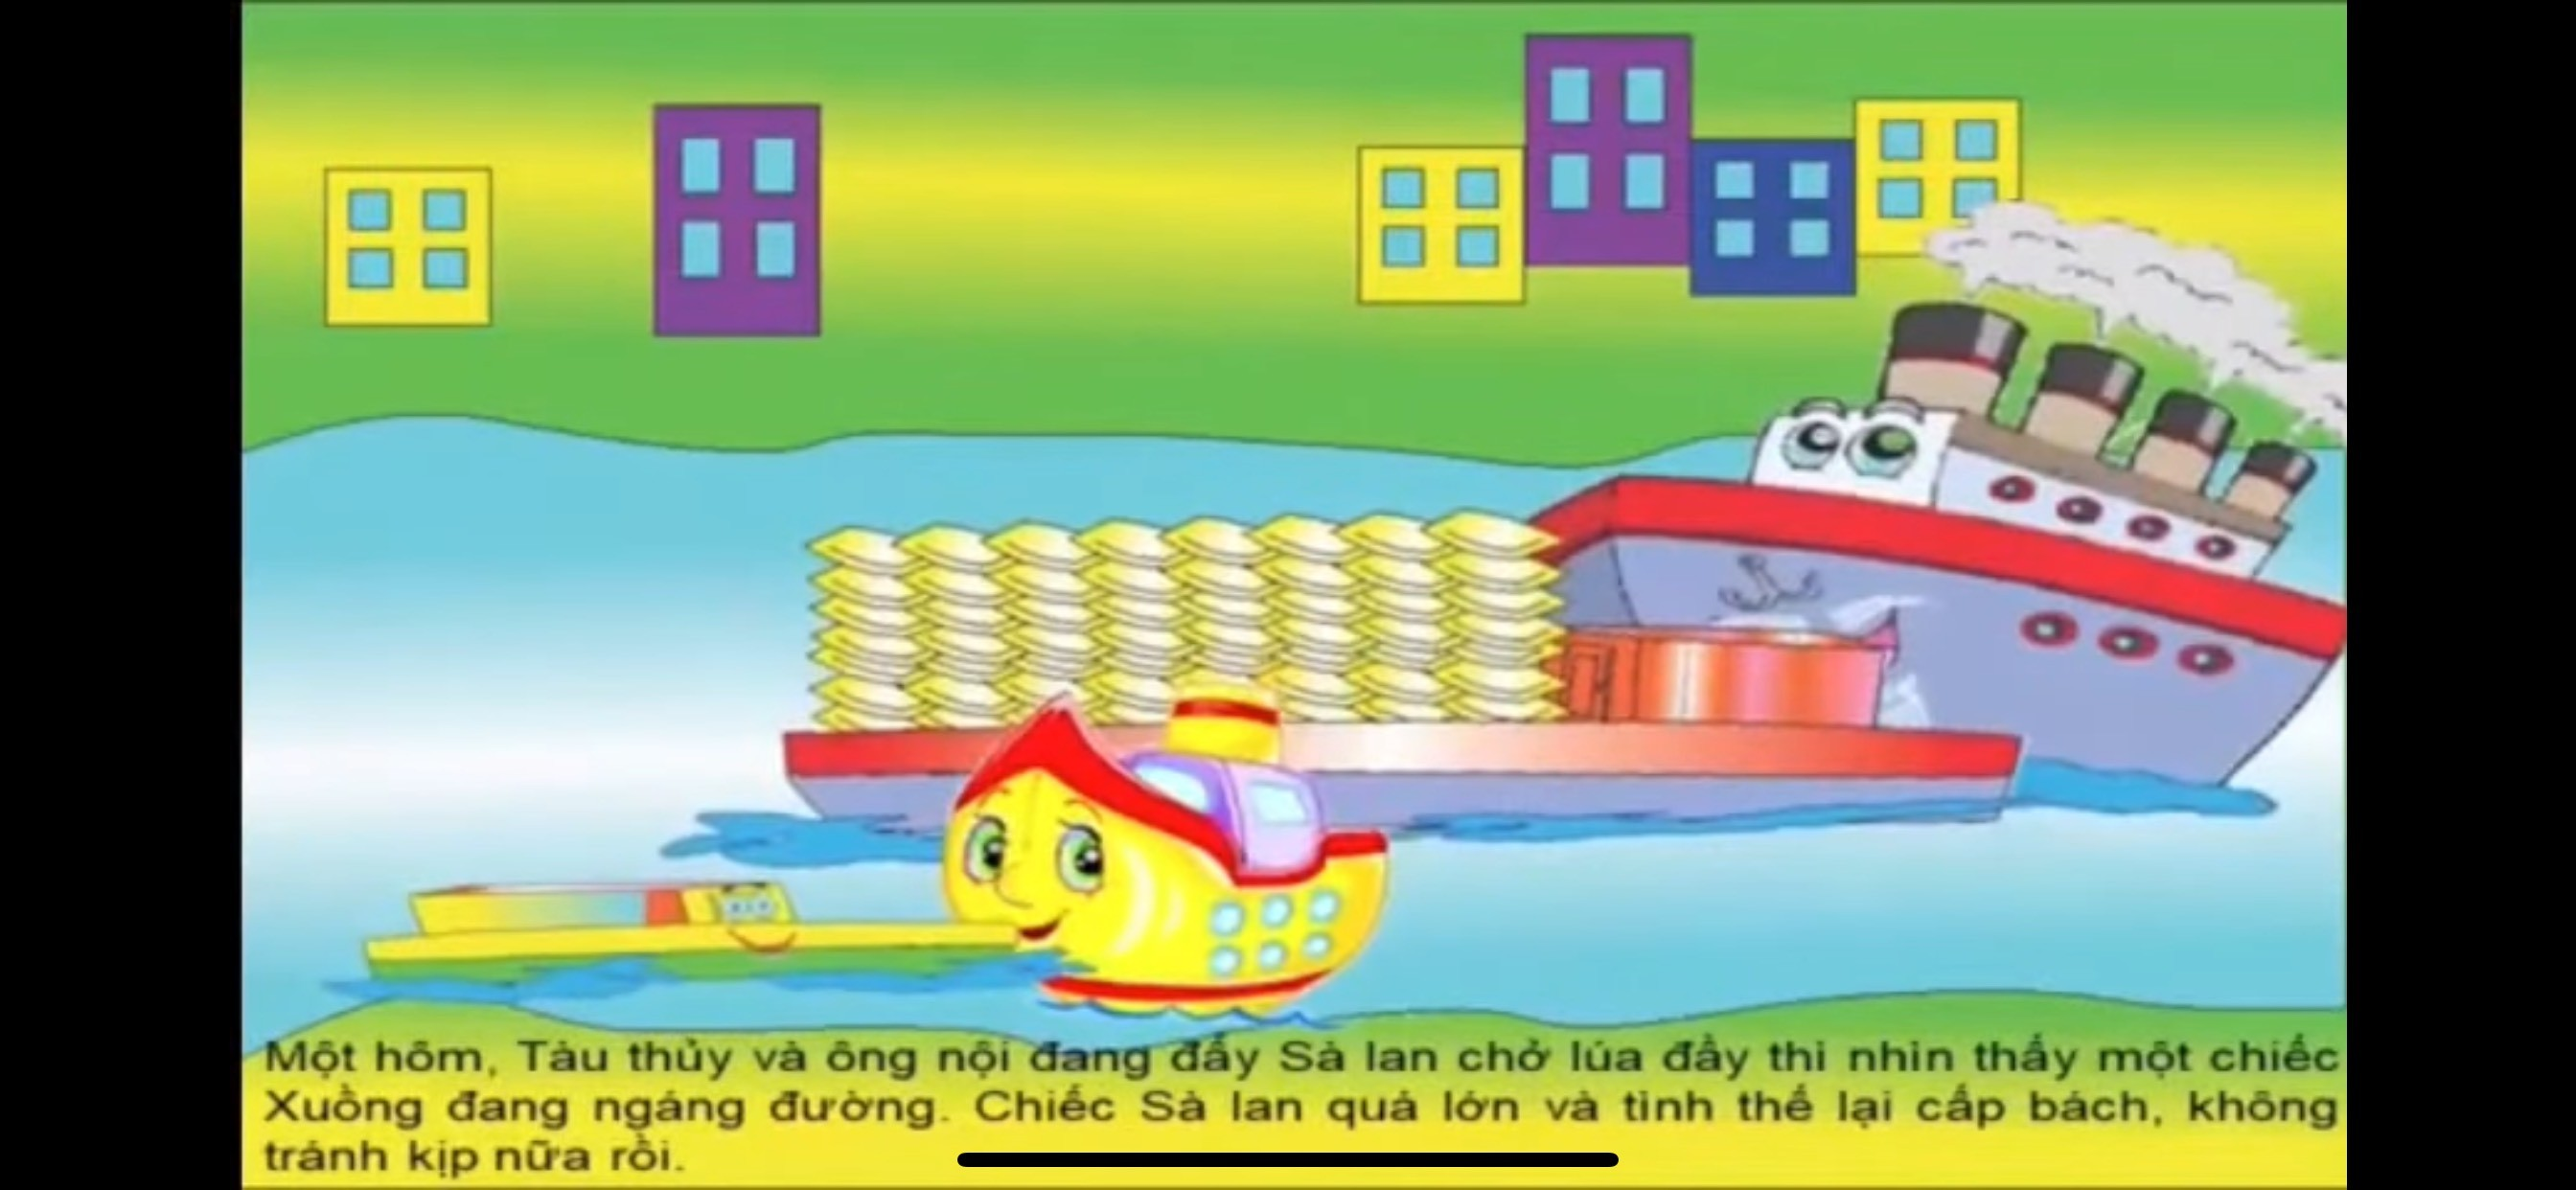 Một hôm, Tàu thủy và ông nội đang đẩy Sà lan chở lúa đầy thì nhìn thấy một chiếc
Xuồng đang ngáng đường. Chiếc Sà lan quá lớn và tình thế lại cấp bách, không
tránh kịp nữa rồi.